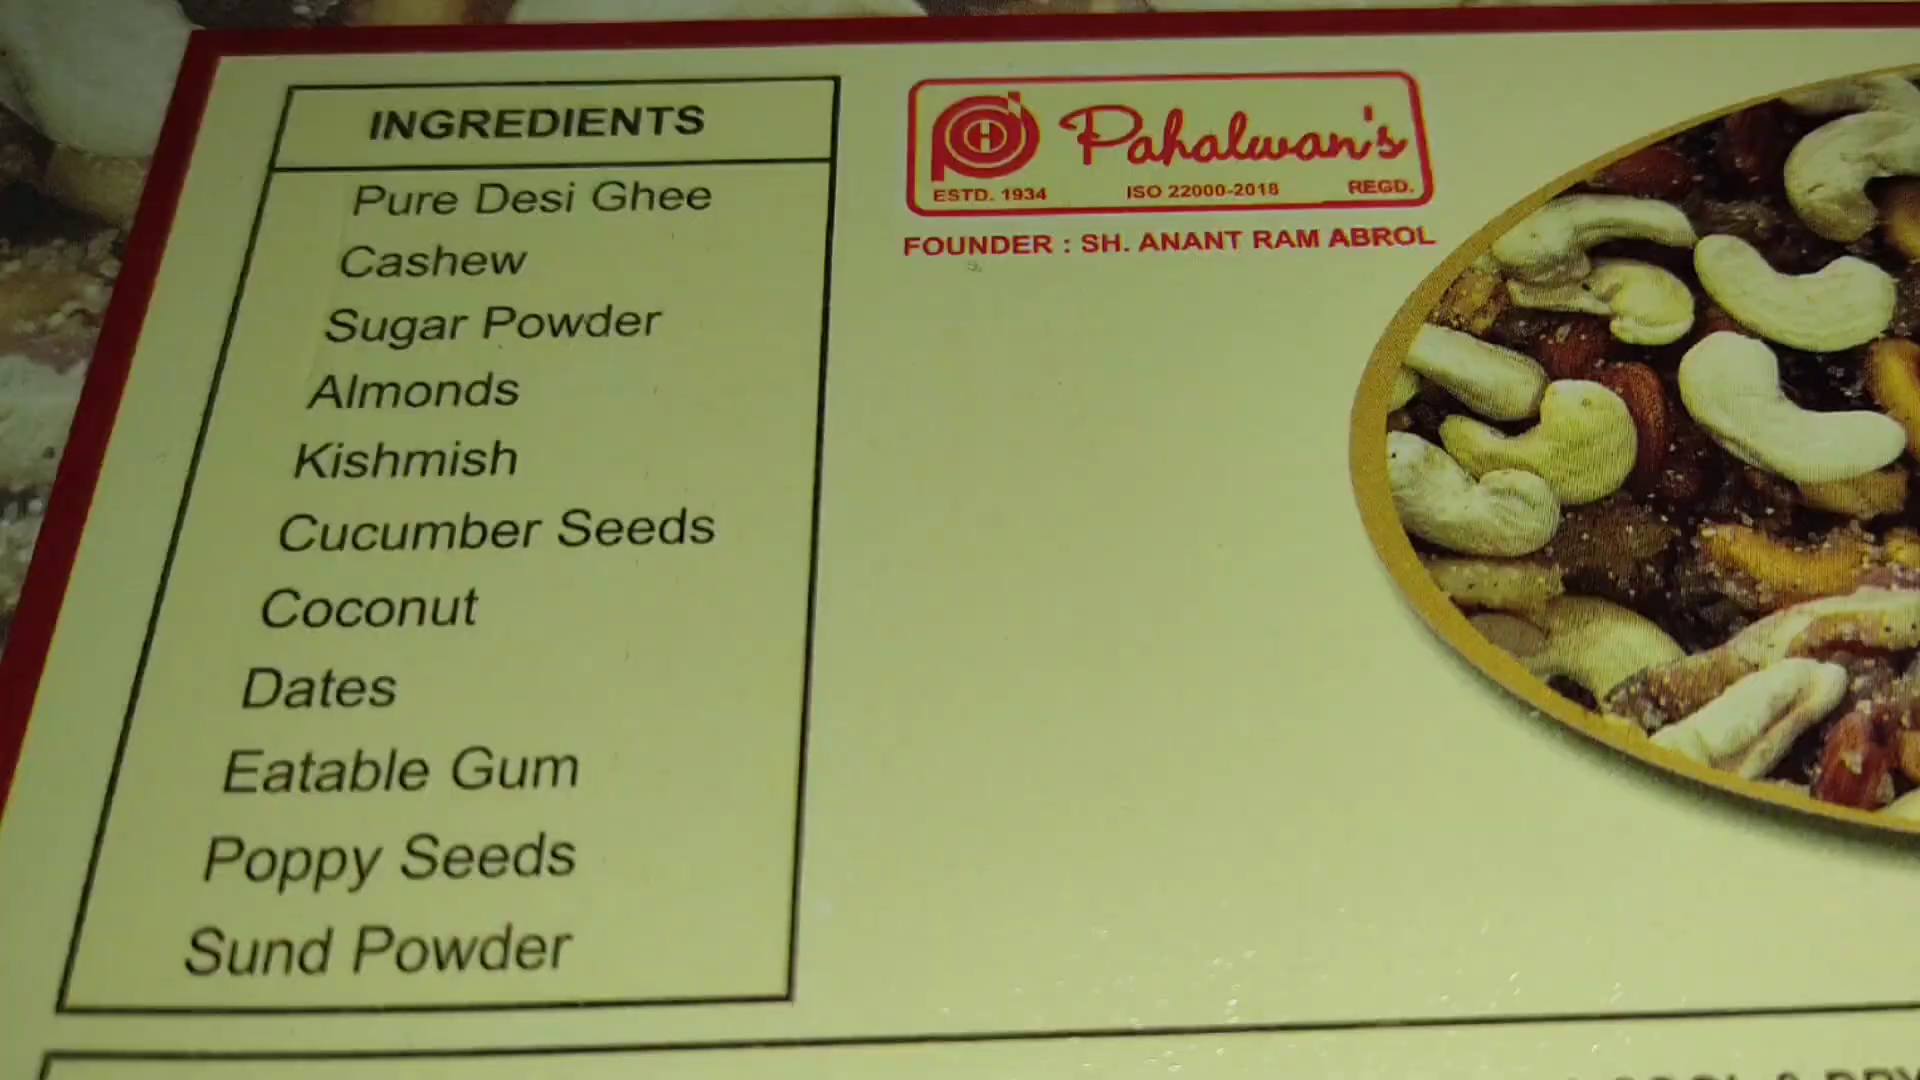 INGREDIENTS
Pure Desi Ghee
Cashew
Sugar Powder
Almonds
Kishmish
Cucumber Seeds
Coconut
Dates
Eatable Gum
Poppy Seeds
Sund Powder
H Pahalwan's
ESTD. 1934 ISO 22000-2018 REGD.
FOUNDER : SH. ANANT RAM ABROL